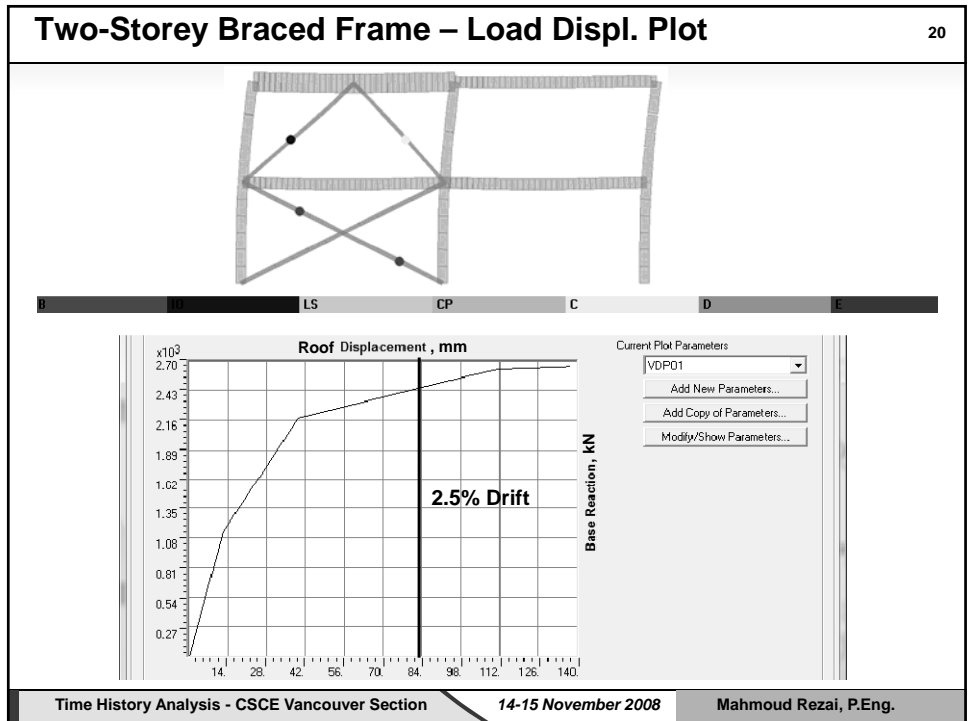 Two-Storey Braced Frame – Load Displ. Plot
20
B IO LS CP C D E
Roof Displacement , mm
x10³
2.70
2.43
2.16
1.89
1.62
1.35
1.08
0.81
0.54
0.27
14. 28. 42. 56. 70. 84. 98. 112. 126. 140.
2.5% Drift
Base Reaction, kN
Current Plot Parameters
VDPO1
Add New Parameters...
Add Copy of Parameters...
Modify/Show Parameters...
Time History Analysis - CSCE Vancouver Section
14-15 November 2008
Mahmoud Rezai, P.Eng.